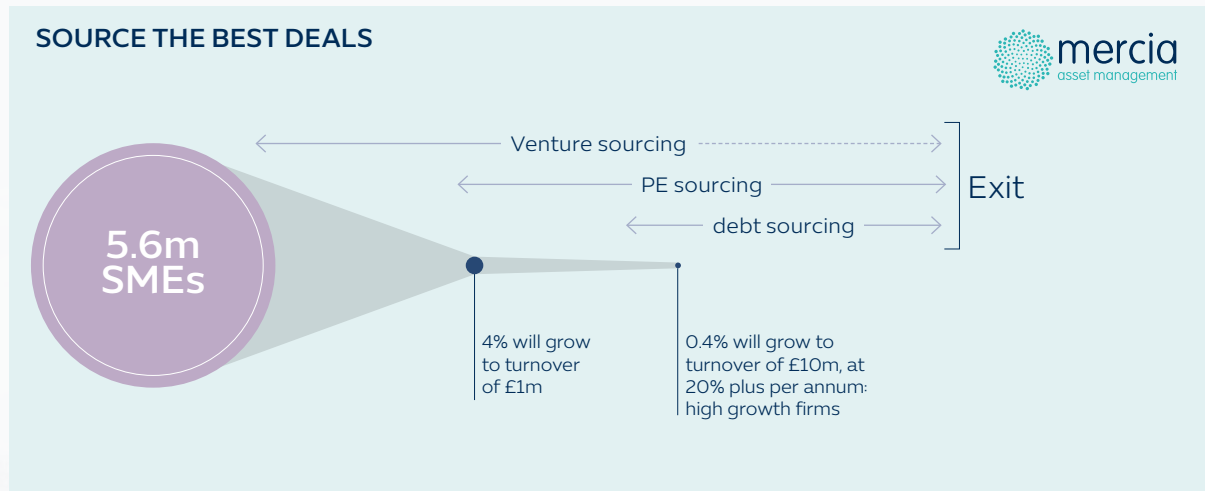 SOURCE THE BEST DEALS
mercia
asset management
Venture sourcing
PE sourcing
debt sourcing
Exit
5.6m
SMEs
4% will grow
to turnover
of £1m
0.4% will grow to
turnover of £10m, at
20% plus per annum:
high growth firms